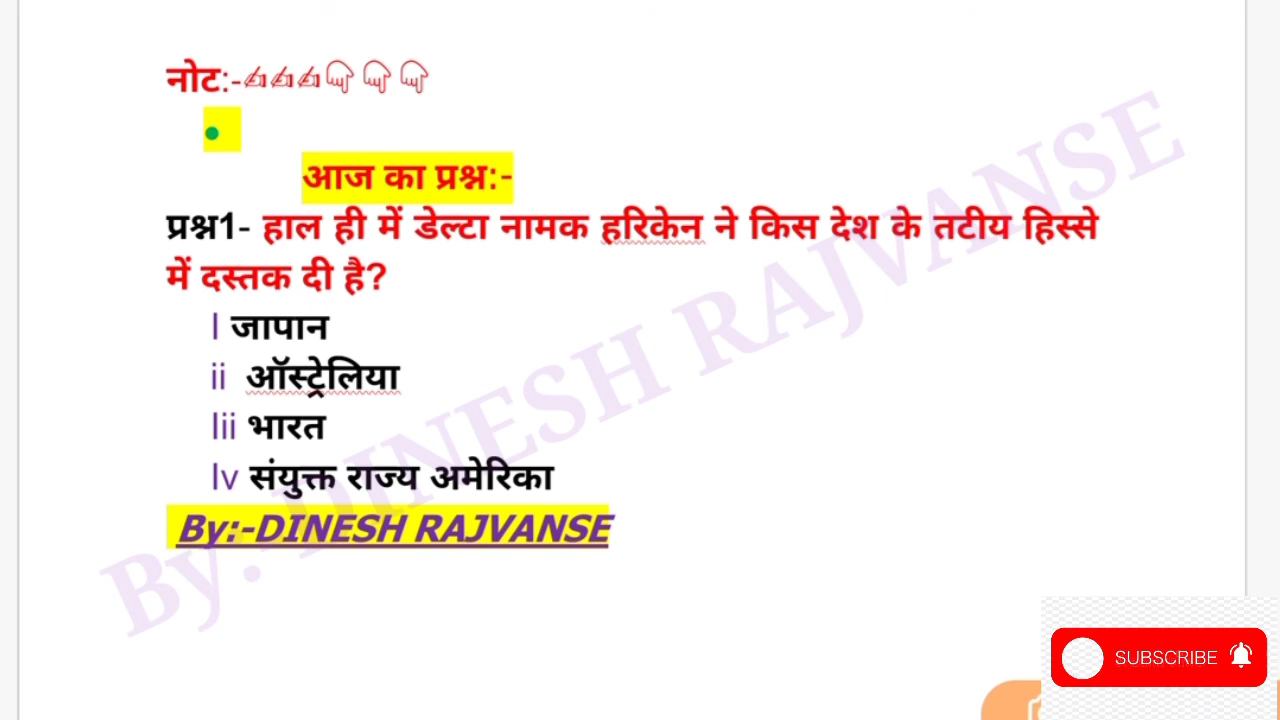 नोट:-✍✍✍👇👇👇
•
आज का प्रश्न:-
प्रश्न1- हाल ही में डेल्टा नामक हरिकेन ने किस देश के तटीय हिस्से
में दस्तक दी है?
I जापान
ii ऑस्ट्रेलिया
Iii भारत
Iv संयुक्त राज्य अमेरिका
By:-DINESH RAJVANSE
By: DINESH RAJVANSE
SUBSCRIBE